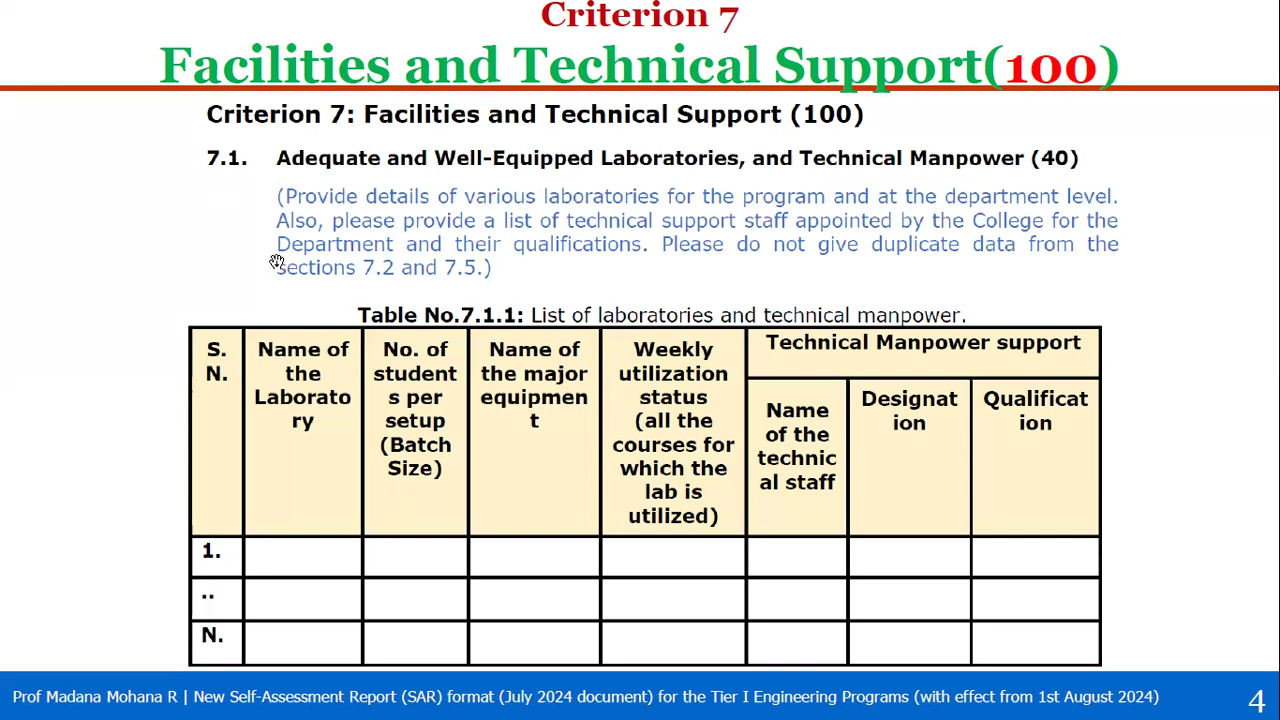 Criterion 7
Facilities and Technical Support(100)
Criterion 7: Facilities and Technical Support (100)
7.1. Adequate and Well-Equipped Laboratories, and Technical Manpower (40)
(Provide details of various laboratories for the program and at the department level.
Also, please provide a list of technical support staff appointed by the College for the
Department and their qualifications. Please do not give duplicate data from the
sections 7.2 and 7.5.)
Table No.7.1.1: List of laboratories and technical manpower.
S.
N.
Name of
the
Laborato
ry
No. of
student
s per
setup
(Batch
Size)
Name of
the major
equipmen
t
Weekly
utilization
status
(all the
courses for
which the
lab is
utilized)
Technical Manpower support
Name
of the
technic
al staff
Designat
ion
Qualificat
ion
1.
..
N.
Prof Madana Mohana R | New Self-Assessment Report (SAR) format (July 2024 document) for the Tier I Engineering Programs (with effect from 1st August 2024)
4